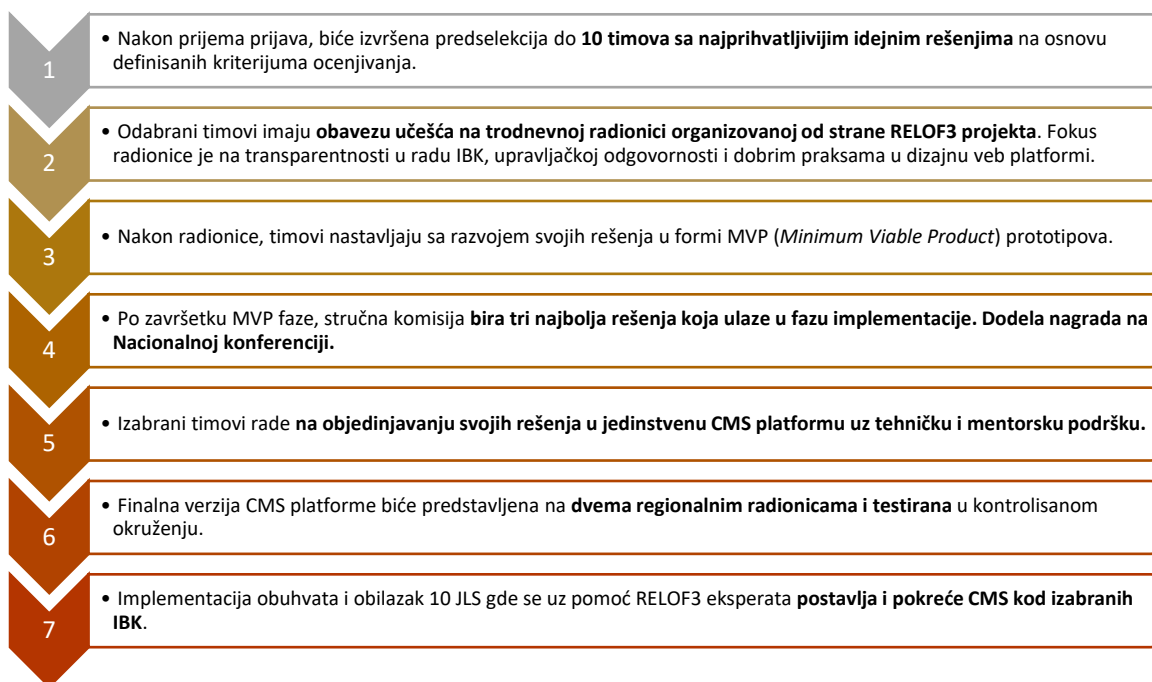 1
• Nakon prijema prijava, biće izvršena predselekcija do 10 timova sa najprihvatljivijim idejnim rešenjima na osnovu
definisanih kriterijuma ocenjivanja.
2
• Odabrani timovi imaju obavezu učešća na trodnevnoj radionici organizovanoj od strane RELOF3 projekta. Fokus
radionice je na transparentnosti u radu IBK, upravljačkoj odgovornosti i dobrim praksama u dizajnu veb platformi.
3
• Nakon radionice, timovi nastavljaju sa razvojem svojih rešenja u formi MVP (Minimum Viable Product) prototipova.
4
• Po završetku MVP faze, stručna komisija bira tri najbolja rešenja koja ulaze u fazu implementacije. Dodela nagrada na
Nacionalnoj konferenciji.
5
• Izabrani timovi rade na objedinjavanju svojih rešenja u jedinstvenu CMS platformu uz tehničku i mentorsku podršku.
6
• Finalna verzija CMS platforme biće predstavljena na dvema regionalnim radionicama i testirana u kontrolisanom
okruženju.
7
• Implementacija obuhvata i obilazak 10 JLS gde se uz pomoć RELOF3 eksperata postavlja i pokreće CMS kod izabranih
IBK.